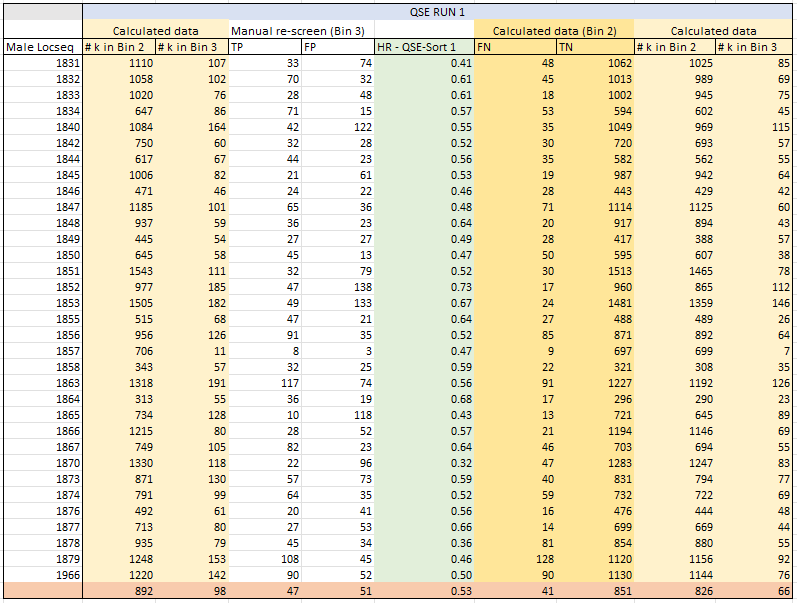 QSE RUN 1
Calculated data Manual re-screen (Bin 3) Calculated data (Bin 2) Calculated data
Male Locseq # k in Bin 2 # k in Bin 3 TP FP HR - QSE-Sort 1 FN TN # k in Bin 2 # k in Bin 3
1831 1110 107 33 74 0.41 48 1062 1025 85
1832 1058 102 70 32 0.61 45 1013 989 69
1833 1020 76 28 48 0.61 18 1002 945 75
1834 647 86 71 15 0.57 53 594 602 45
1840 1084 164 42 122 0.55 35 1049 969 115
1842 750 60 32 28 0.52 30 720 693 57
1844 617 67 44 23 0.56 35 582 562 55
1845 1006 82 21 61 0.53 19 987 942 64
1846 471 46 24 22 0.46 28 443 429 42
1847 1185 101 65 36 0.48 71 1114 1125 60
1848 937 59 36 23 0.64 20 917 894 43
1849 445 54 27 27 0.49 28 417 388 57
1850 645 58 45 13 0.47 50 595 607 38
1851 1543 111 32 79 0.52 30 1513 1465 78
1852 977 185 47 138 0.73 17 960 865 112
1853 1505 182 49 133 0.67 24 1481 1359 146
1855 515 68 47 21 0.64 27 488 489 26
1856 956 126 91 35 0.52 85 871 892 64
1857 706 11 8 3 0.47 9 697 699 7
1858 343 57 32 25 0.59 22 321 308 35
1863 1318 191 117 74 0.56 91 1227 1192 126
1864 313 55 36 19 0.68 17 296 290 23
1865 734 128 10 118 0.43 13 721 645 89
1866 1215 80 28 52 0.57 21 1194 1146 69
1867 749 105 82 23 0.64 46 703 694 55
1870 1330 118 22 96 0.32 47 1283 1247 83
1873 871 130 57 73 0.59 40 831 794 77
1874 791 99 64 35 0.52 59 732 722 69
1876 492 61 20 41 0.56 16 476 444 48
1877 713 80 27 53 0.66 14 699 669 44
1878 935 79 45 34 0.36 81 854 880 55
1879 1248 153 108 45 0.46 128 1120 1156 92
1966 1220 142 90 52 0.50 90 1130 1144 76
892 98 47 51 0.53 41 851 826 66